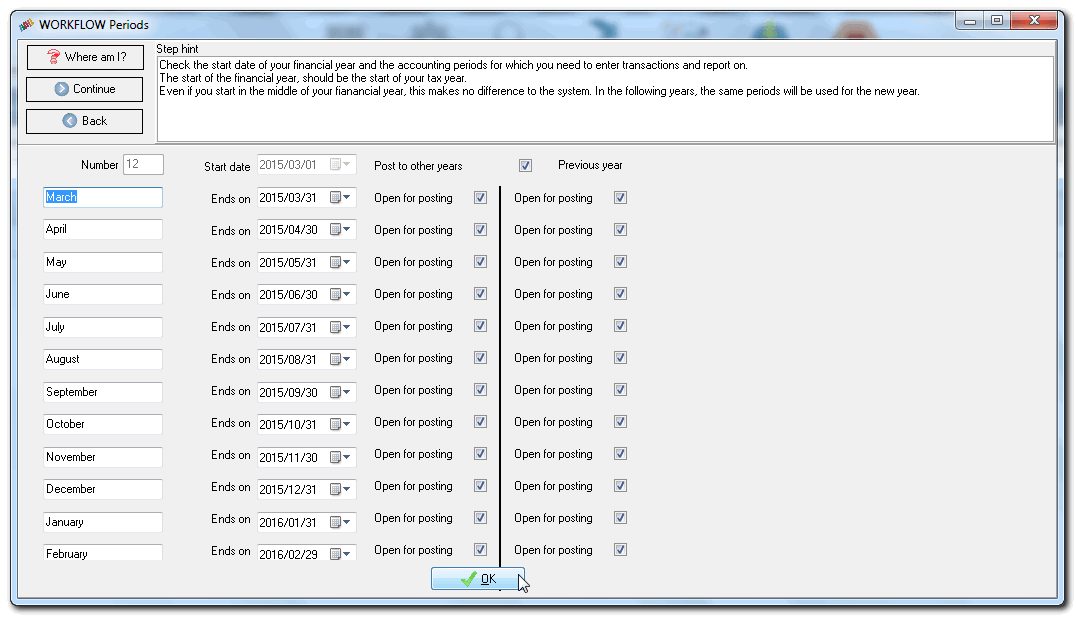 WORKFLOW Periods
Where am I?
Continue
Back
Step hint
Check the start date of your financial year and the accounting periods for which you need to enter transactions and report on.
The start of the financial year, should be the start of your tax year.
Even if you start in the middle of your fianancial year, this makes no difference to the system. In the following years, the same periods will be used for the new year.
Number 12 Start date 2015/03/01 Post to other years Previous year
March Ends on 2015/03/31 Open for posting Open for posting
April Ends on 2015/04/30 Open for posting Open for posting
May Ends on 2015/05/31 Open for posting Open for posting
June Ends on 2015/06/30 Open for posting Open for posting
July Ends on 2015/07/31 Open for posting Open for posting
August Ends on 2015/08/31 Open for posting Open for posting
September Ends on 2015/09/30 Open for posting Open for posting
October Ends on 2015/10/31 Open for posting Open for posting
November Ends on 2015/11/30 Open for posting Open for posting
December Ends on 2015/12/31 Open for posting Open for posting
January Ends on 2016/01/31 Open for posting Open for posting
February Ends on 2016/02/29 Open for posting Open for posting
OK